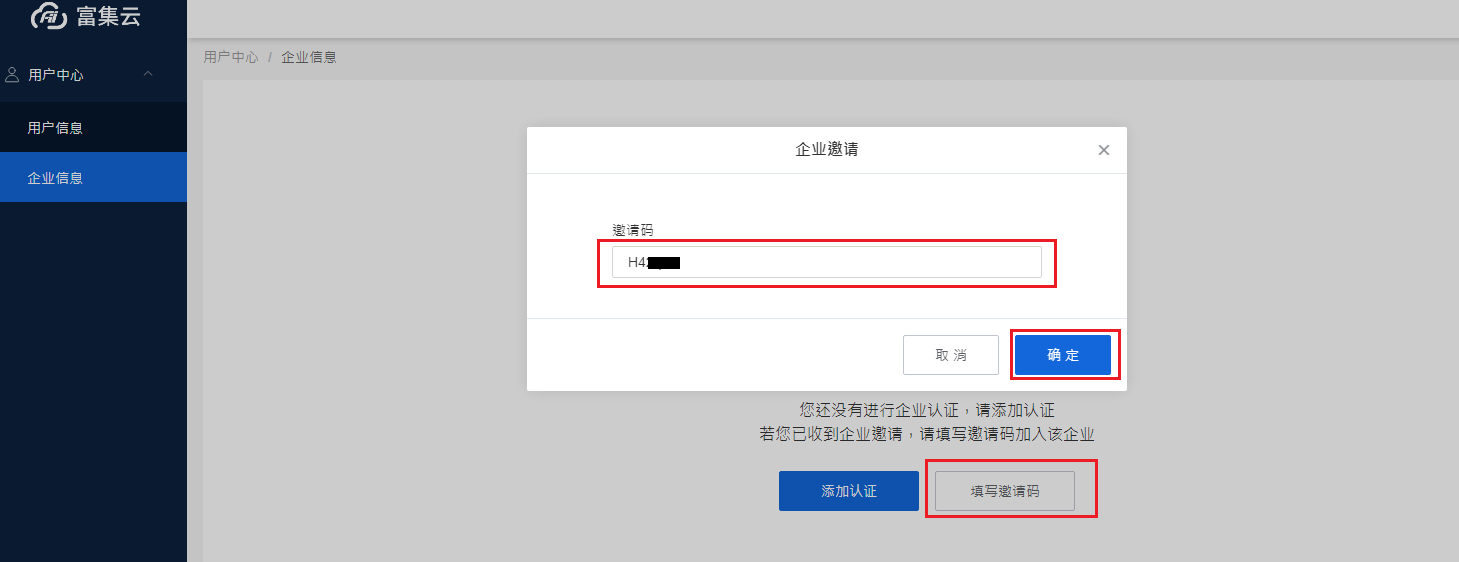 富集云
用户中心 / 企业信息
用户中心
用户信息
企业信息
企业邀请
邀请码
取 消
确 定
您还没有进行企业认证，请添加认证
若您已收到企业邀请，请填写邀请码加入该企业
添加认证
填写邀请码